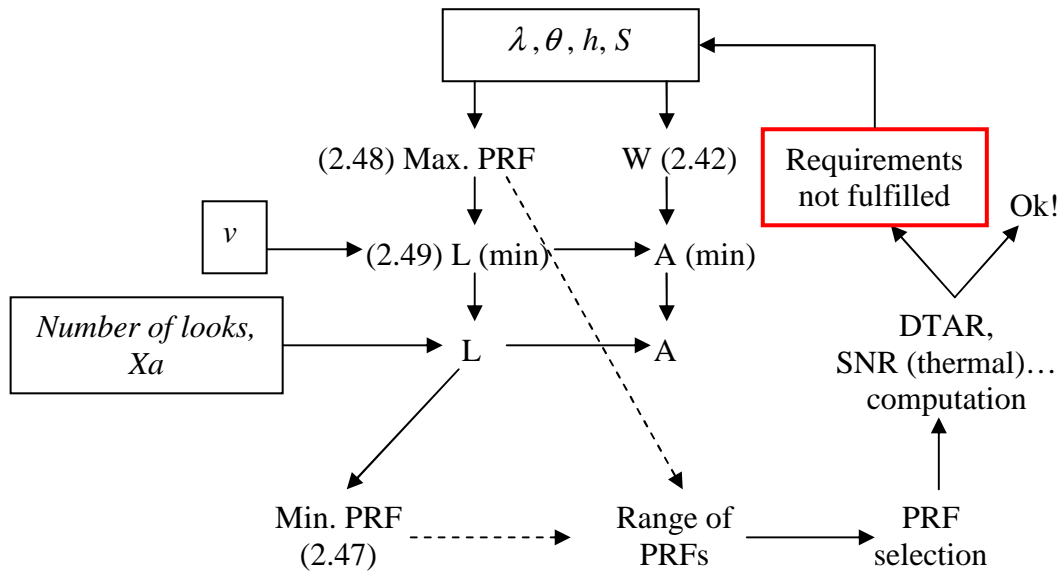 λ, θ, h, S
(2.48) Max. PRF
W (2.42)
Requirements
not fulfilled
Ok!
v
(2.49) L (min)
A (min)
Number of looks,
Xa
L
A
DTAR,
SNR (thermal)…
computation
Min. PRF
(2.47)
Range of
PRFs
PRF
selection